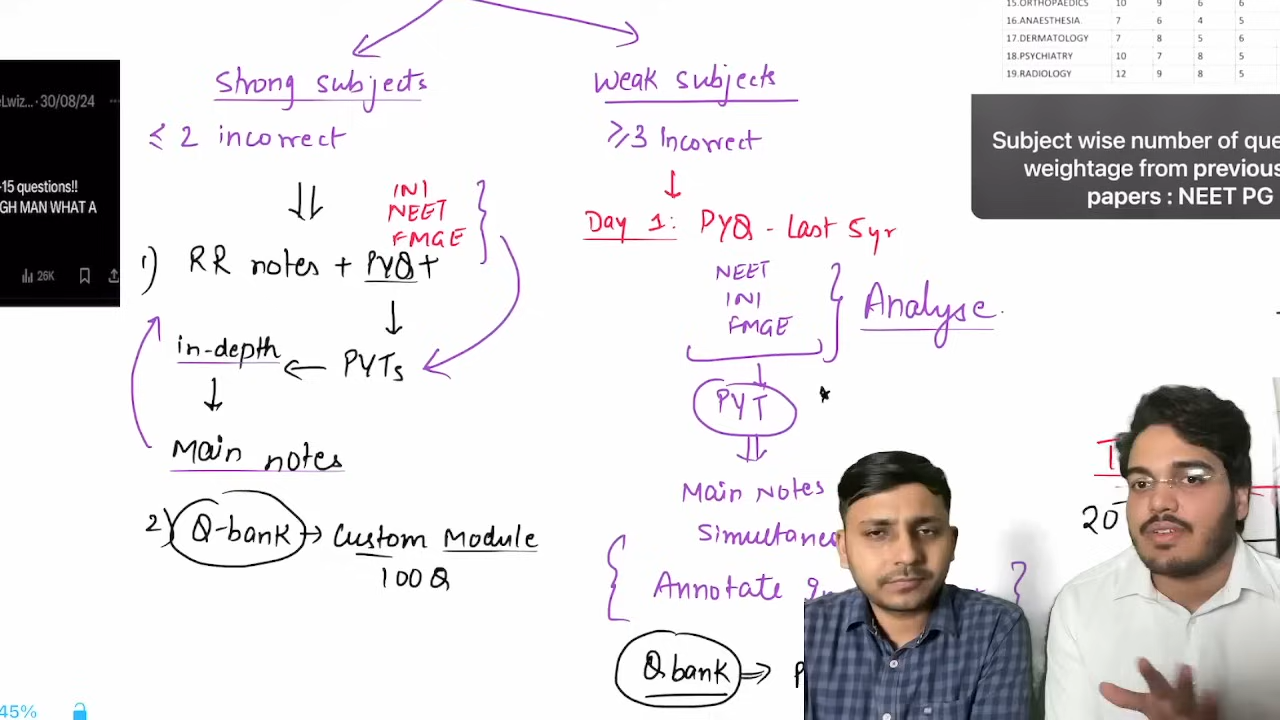 Strong subjects
≤ 2 incorrect
INI
NEET
FMGE
1) RR notes + PYQ +
PYTs
in-depth
Main notes
2) Q-bank → Custom Module
100 Q
Weak subjects
≥3 Incorrect
Day 1: PYQ - Last 5yr
NEET
INI
FMGE
Analyse.
PYT *
Main Notes
Annotate
Q bank ⇒
15.ORTHOPAEDICS 10 9 6 6
16.ANAESTHESIA 7 6 4 5
17.DERMATOLOGY 7 8 5 6
18.PSYCHIATRY 10 7 8 5
19.RADIOLOGY 12 9 8 5
Subject wise number of
weightage from previous
papers : NEET PG
30/08/24
15 questions!!
MAN WHAT A
26K
45%
20